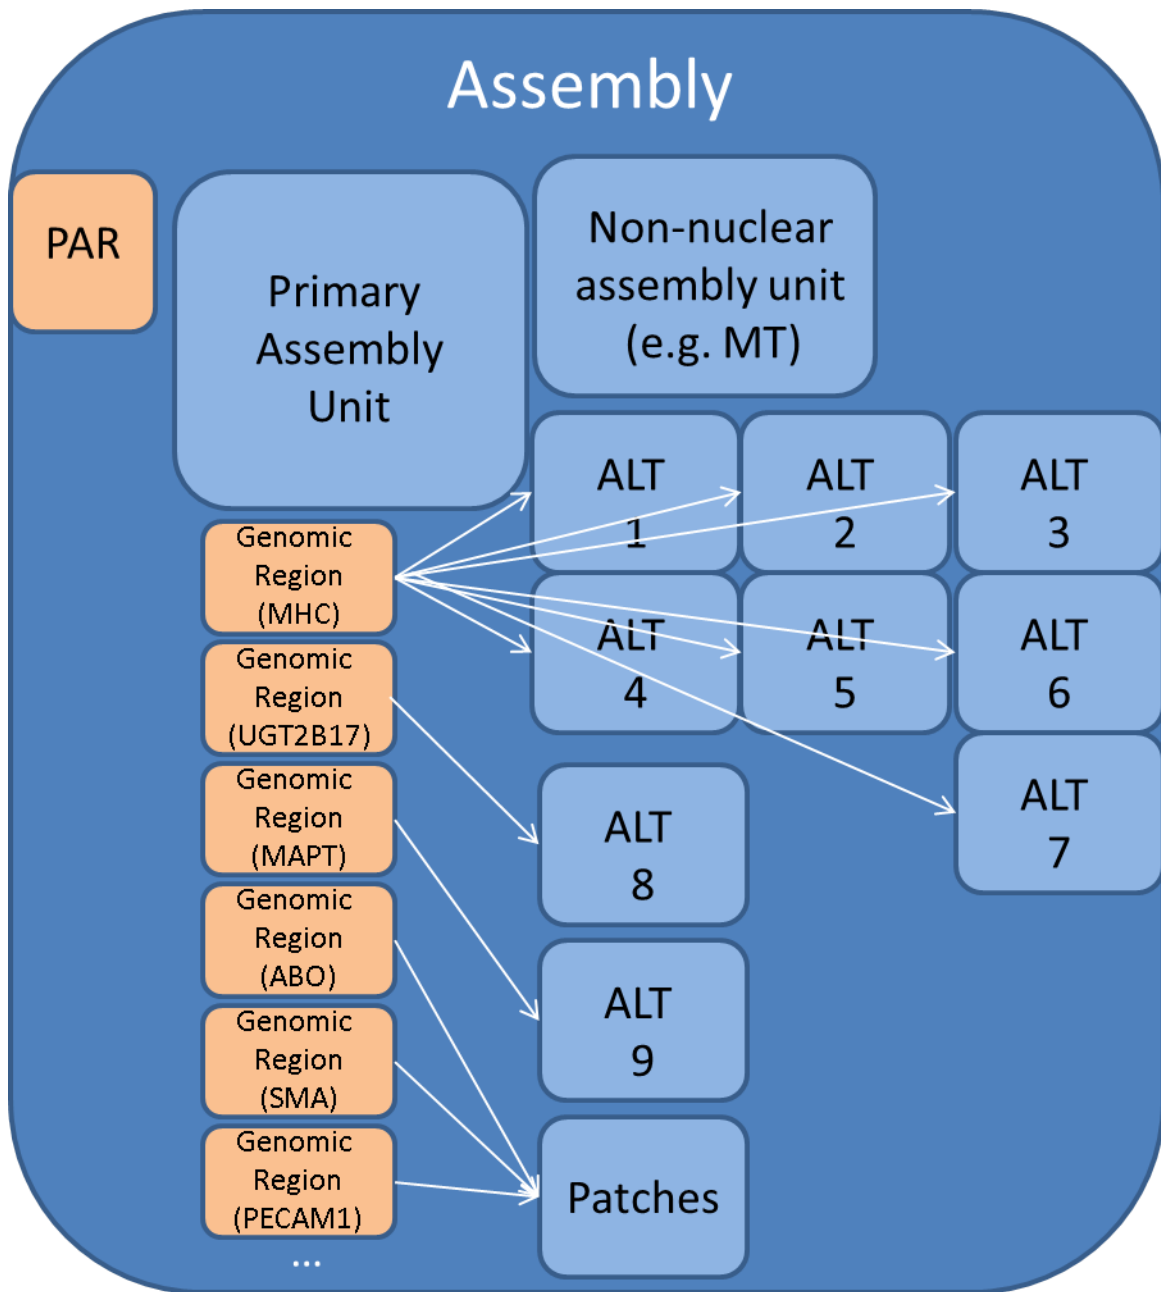 Assembly
PAR
Primary
Assembly
Unit
Non-nuclear
assembly unit
(e.g. MT)
ALT
1
ALT
2
ALT
3
ALT
4
ALT
5
ALT
6
ALT
7
ALT
8
ALT
9
Patches
Genomic
Region
(MHC)
Genomic
Region
(UGT2B17)
Genomic
Region
(MAPT)
Genomic
Region
(ABO)
Genomic
Region
(SMA)
Genomic
Region
(PECAM1)
...